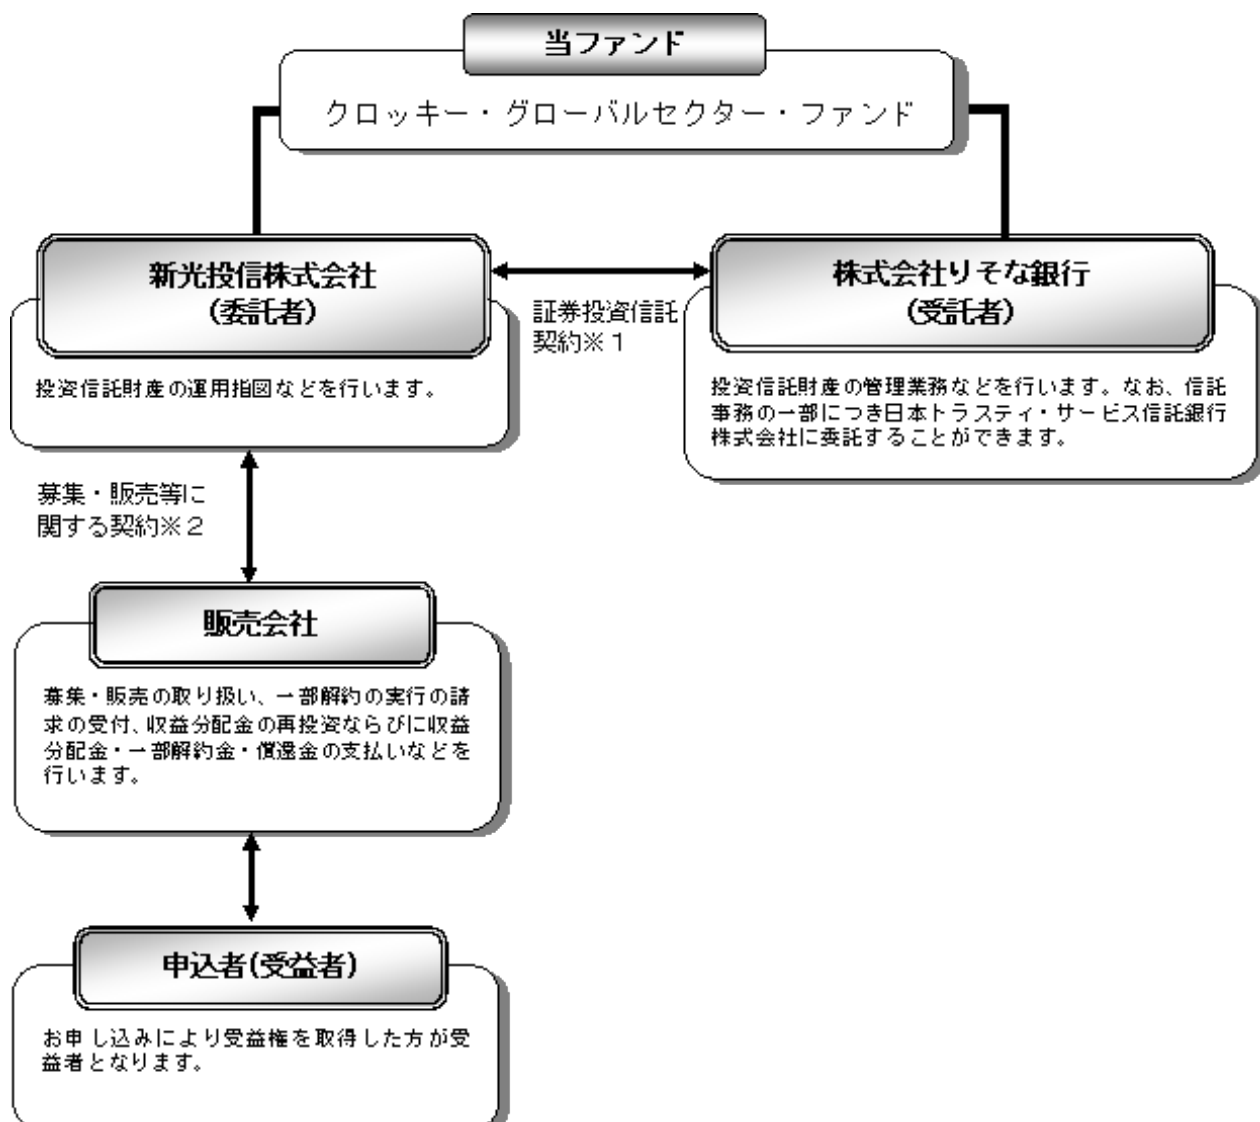 当ファンド
クロッキー・グローバルセクター・ファンド
新光投信株式会社
(委託者)
投資信託財産の運用指図などを行います。
証券投資信託
契約※1
株式会社りそな銀行
(受託者)
投資信託財産の管理業務などを行います。なお、信託
事務の一部につき日本トラスティ・サービス信託銀行
株式会社に委託することができます。
募集・販売等に
関する契約※2
販売会社
募集・販売の取り扱い、一部解約の実行の請
求の受付、収益分配金の再投資ならびに収益
分配金・一部解約金・償還金の支払いなどを
行います。
申込者(受益者)
お申し込みにより受益権を取得した方が受
益者となります。